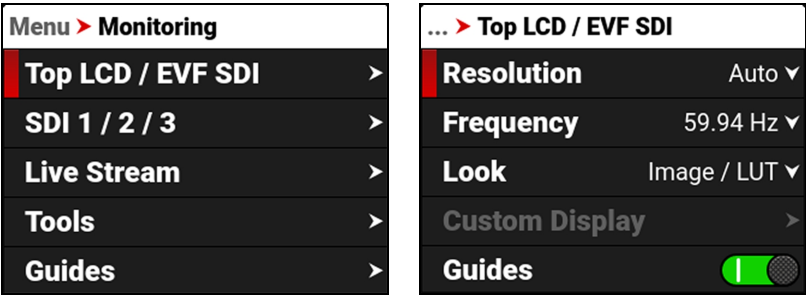 Menu ➤ Monitoring
Top LCD / EVF SDI
SDI 1 / 2 / 3
Live Stream
Tools
Guides
... ➤ Top LCD / EVF SDI
Resolution Auto
Frequency 59.94 Hz
Look Image / LUT
Custom Display
Guides